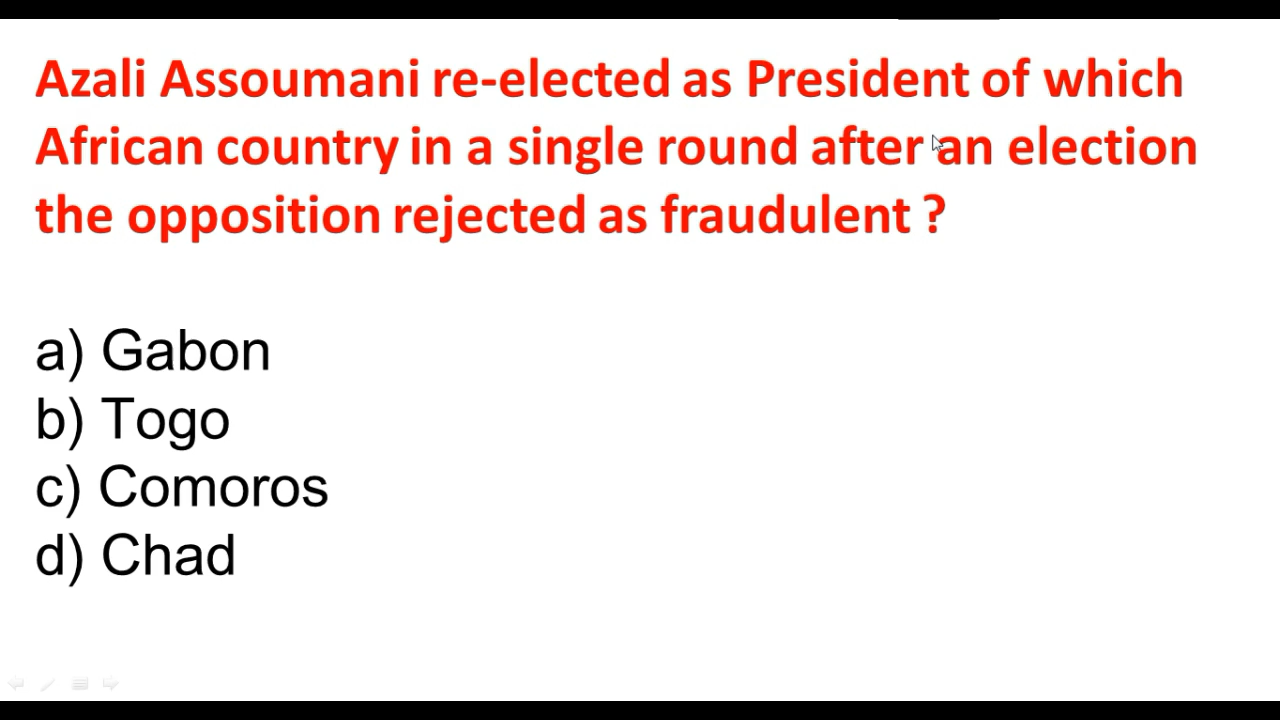 Azali Assoumani re-elected as President of which
African country in a single round after an election
the opposition rejected as fraudulent ?
a) Gabon
b) Togo
c) Comoros
d) Chad